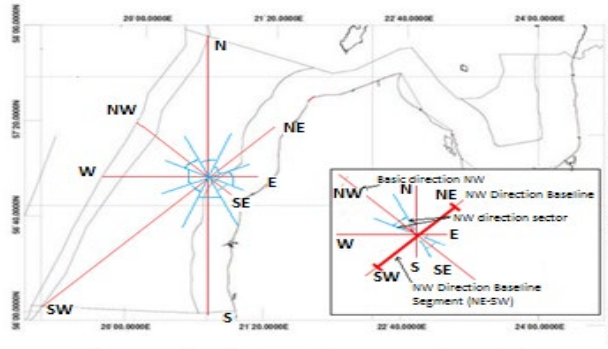 20 00.0000E 21 20.0000E 22 40.0000E 24 00.0000E
58 00.0000N
57 20.0000N
56 40.0000N
56 00.0000N
N
NW
NE
W
E
SE
SW
S
Basic direction NW
NW
N
NE
NW Direction Baseline
NW direction sector
W
E
S
SE
SW
NW Direction Baseline
Segment (NE-SW)
20 00.0000E 21 20.0000E 22 40.0000E 24 00.0000E